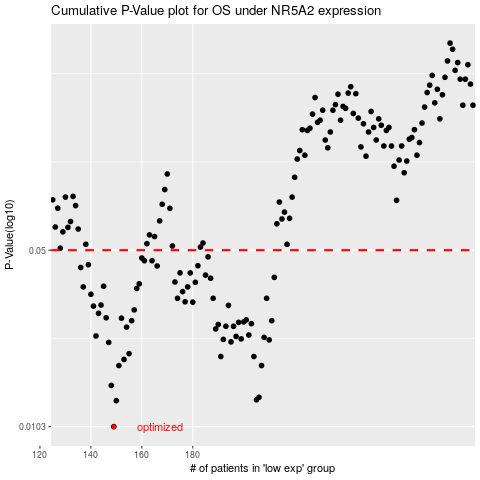 Cumulative P-Value plot for OS under NR5A2 expression
P-Value(log10)
0.05
0.0103
optimized
120 140 160 180
# of patients in 'low exp' group